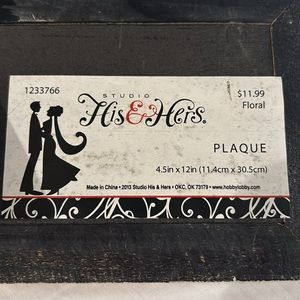 1233766
$11.99
Floral
STUDIO
His & Hers®
PLAQUE
4.5in x 12in (11.4cm x 30.5cm)
Made in China • 2013 Studio His & Hers • OKC, OK 73179 • www.hobbylobby.com